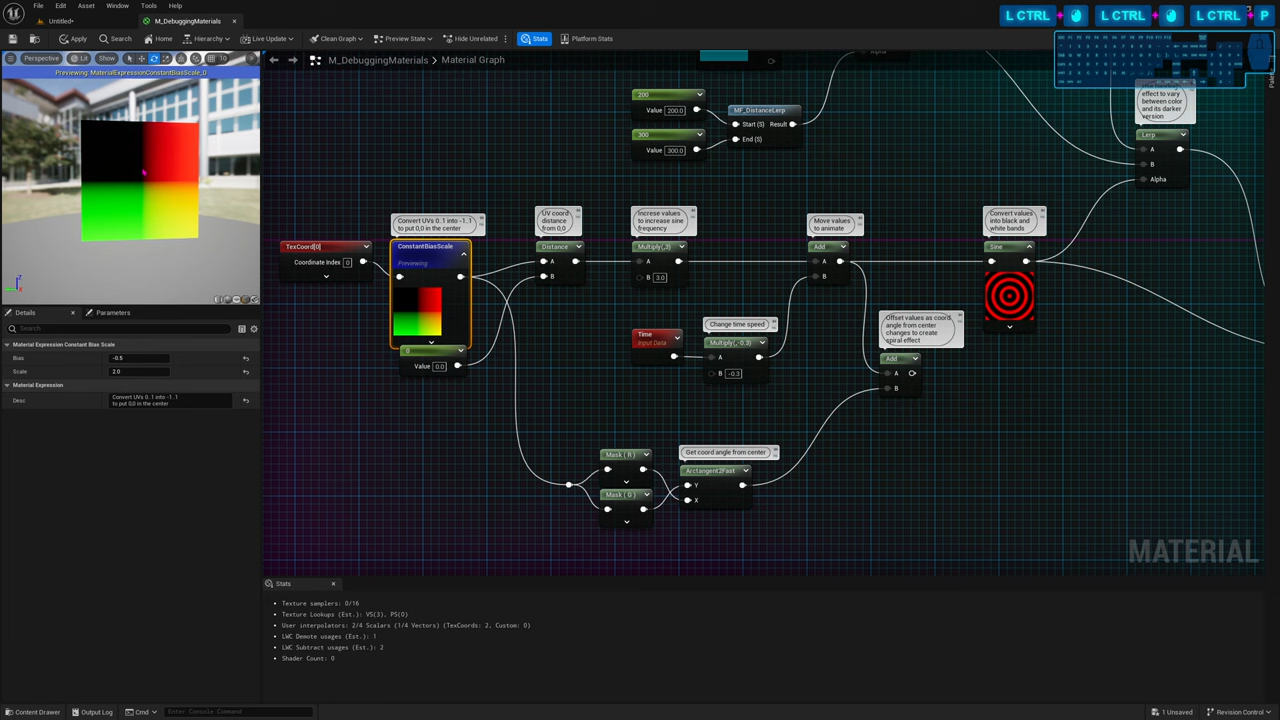 File Edit Asset Window Tools Help
Untitled*
M_DebuggingMaterials
L CTRL + L CTRL + L CTRL + P
Apply Search Home Hierarchy Live Update Clean Graph Preview State Hide Unrelated Stats Platform Stats
Perspective Lit Show 10
Previewing: MaterialExpressionConstantBiasScale_0
M_DebuggingMaterials Material Graph
Details Parameters
Search
Material Expression Constant Bias Scale
Bias -0.5
Scale 2.0
Material Expression
Desc Convert UVs 0..1 into -1..1
to put 0,0 in the center
Alpha
200
Value 200.0
300
Value 300.0
MF_DistanceLerp
Start (S) Result
End (S)
effect to vary
between color
and its darker
version
Lerp
A
B
Alpha
TexCoord[0]
Coordinate Index 0
Convert UVs 0..1 into -1..1
to put 0,0 in the center
ConstantBiasScale
Previewing
0
Value 0.0
UV coord
distance
from 0,0
Distance
A
B
Increse values
to increase sine
frequency
Multiply(,3)
A
B 3.0
Time
Input Data
Change time speed
Multiply(,-0.3)
A
B -0.3
Move values
to animate
Add
A
B
Offset values as coord
angle from center
changes to create
spiral effect
Add
A
B
Convert values
into black and
white bands
Sine
Mask ( R )
Mask ( G )
Get coord angle from center
Arctangent2Fast
Y
X
MATERIAL
Stats
Texture samplers: 0/16
Texture Lookups (Est.): VS(3), PS(0)
User interpolators: 2/4 Scalars (1/4 Vectors) (TexCoords: 2, Custom: 0)
LWC Demote usages (Est.): 1
LWC Subtract usages (Est.): 2
Shader Count: 0
Content Drawer Output Log Cmd Enter Console Command 1 Unsaved Revision Control